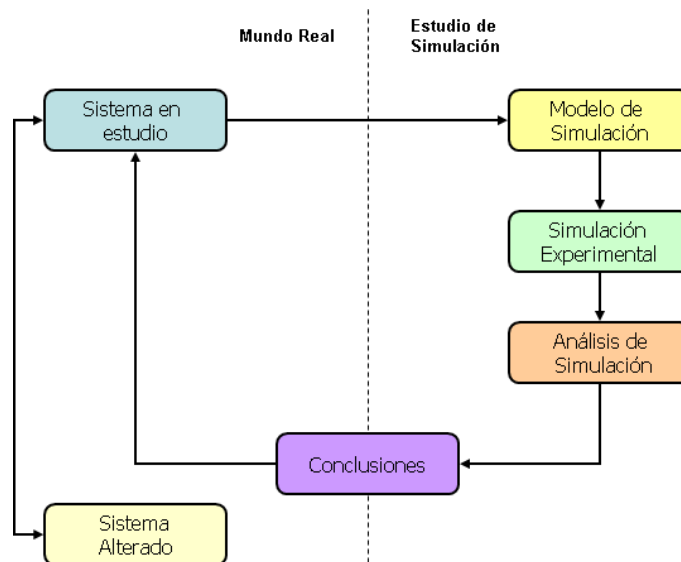 Mundo Real
Estudio de
Simulación
Sistema en
estudio
Modelo de
Simulación
Simulación
Experimental
Análisis de
Simulación
Conclusiones
Sistema
Alterado